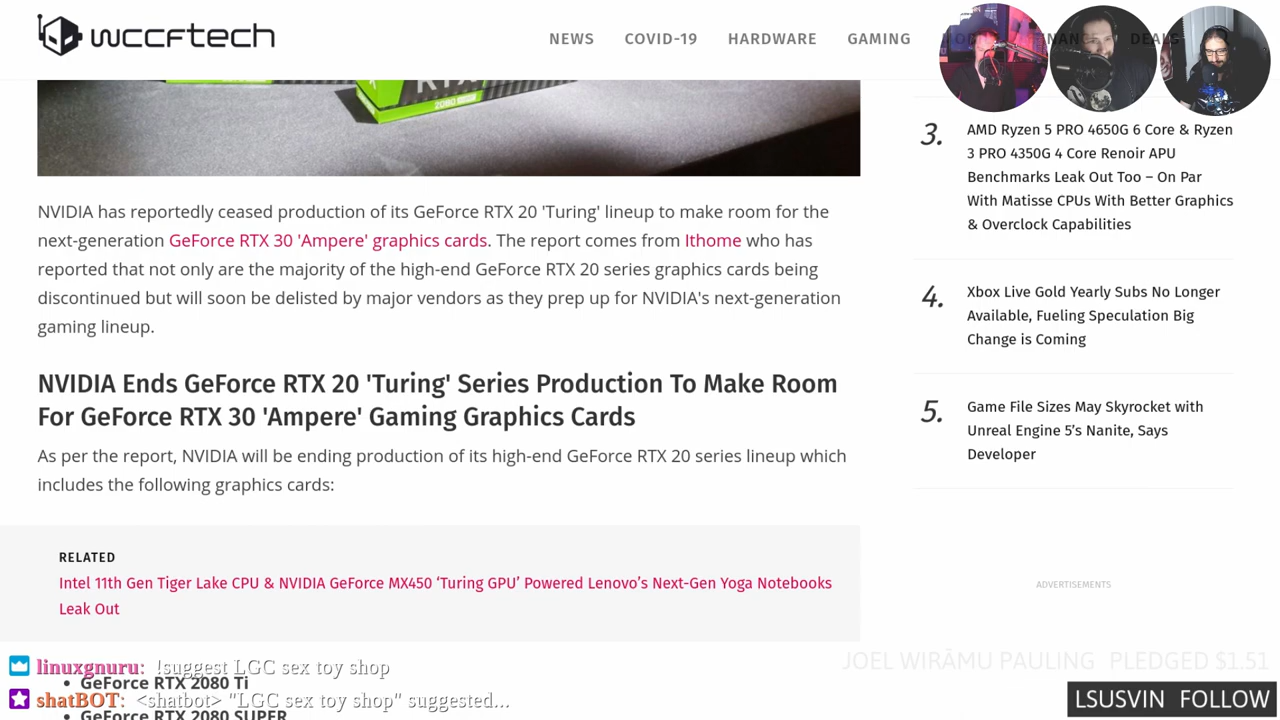 wccftech
NEWS COVID-19 HARDWARE GAMING FINANCE DEALS
RTX
2080 SUPER
NVIDIA has reportedly ceased production of its GeForce RTX 20 'Turing' lineup to make room for the
next-generation GeForce RTX 30 'Ampere' graphics cards. The report comes from Ithome who has
reported that not only are the majority of the high-end GeForce RTX 20 series graphics cards being
discontinued but will soon be delisted by major vendors as they prep up for NVIDIA's next-generation
gaming lineup.
NVIDIA Ends GeForce RTX 20 'Turing' Series Production To Make Room
For GeForce RTX 30 'Ampere' Gaming Graphics Cards
As per the report, NVIDIA will be ending production of its high-end GeForce RTX 20 series lineup which
includes the following graphics cards:
RELATED
Intel 11th Gen Tiger Lake CPU & NVIDIA GeForce MX450 ‘Turing GPU’ Powered Lenovo’s Next-Gen Yoga Notebooks
Leak Out
• GeForce RTX 2080 Ti
• GeForce RTX 2080 SUPER
3. AMD Ryzen 5 PRO 4650G 6 Core & Ryzen
3 PRO 4350G 4 Core Renoir APU
Benchmarks Leak Out Too – On Par
With Matisse CPUs With Better Graphics
& Overclock Capabilities
4. Xbox Live Gold Yearly Subs No Longer
Available, Fueling Speculation Big
Change is Coming
5. Game File Sizes May Skyrocket with
Unreal Engine 5’s Nanite, Says
Developer
ADVERTISEMENTS
linuxgnuru: !suggest LGC sex toy shop
shatBOT: <shatbot> "LGC sex toy shop" suggested...
JOEL WIRĀMU PAULING PLEDGED $1.51
LSUSVIN FOLLOW